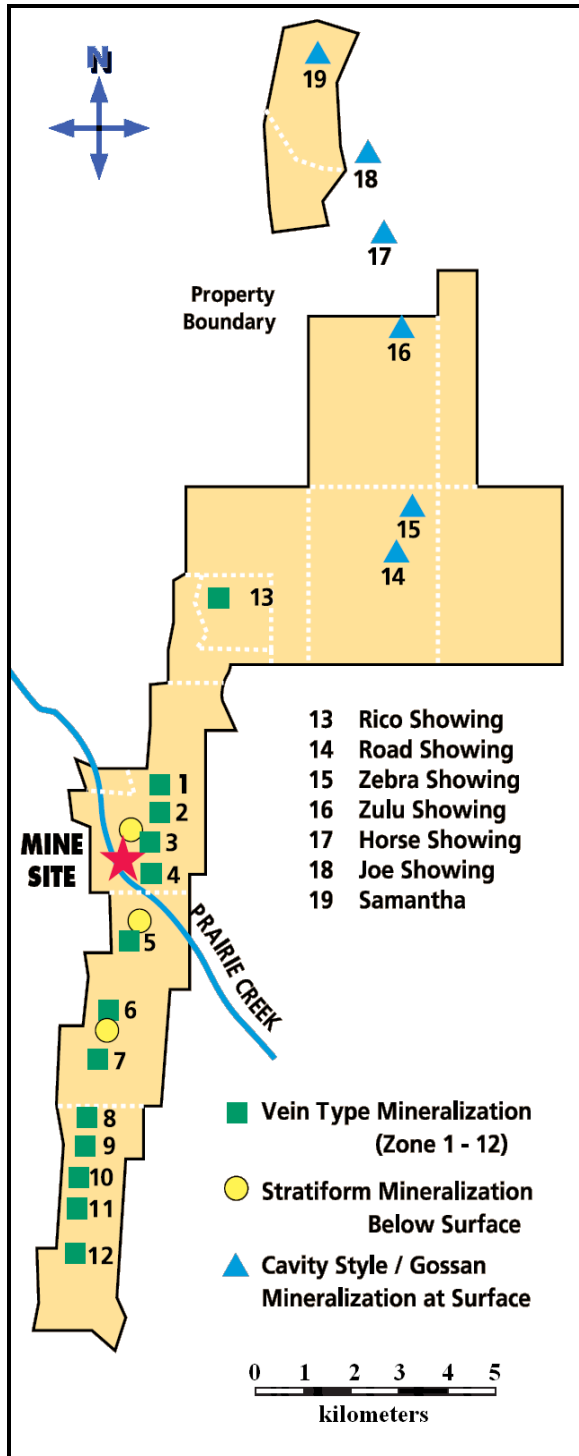 N
19
18
17
Property
Boundary
16
15
14
13
13 Rico Showing
14 Road Showing
15 Zebra Showing
16 Zulu Showing
17 Horse Showing
18 Joe Showing
19 Samantha
1
2
3
MINE
SITE
4
PRAIRIE CREEK
5
6
7
8
9
10
11
12
Vein Type Mineralization
(Zone 1 - 12)
Stratiform Mineralization
Below Surface
Cavity Style / Gossan
Mineralization at Surface
0 1 2 3 4 5
kilometers